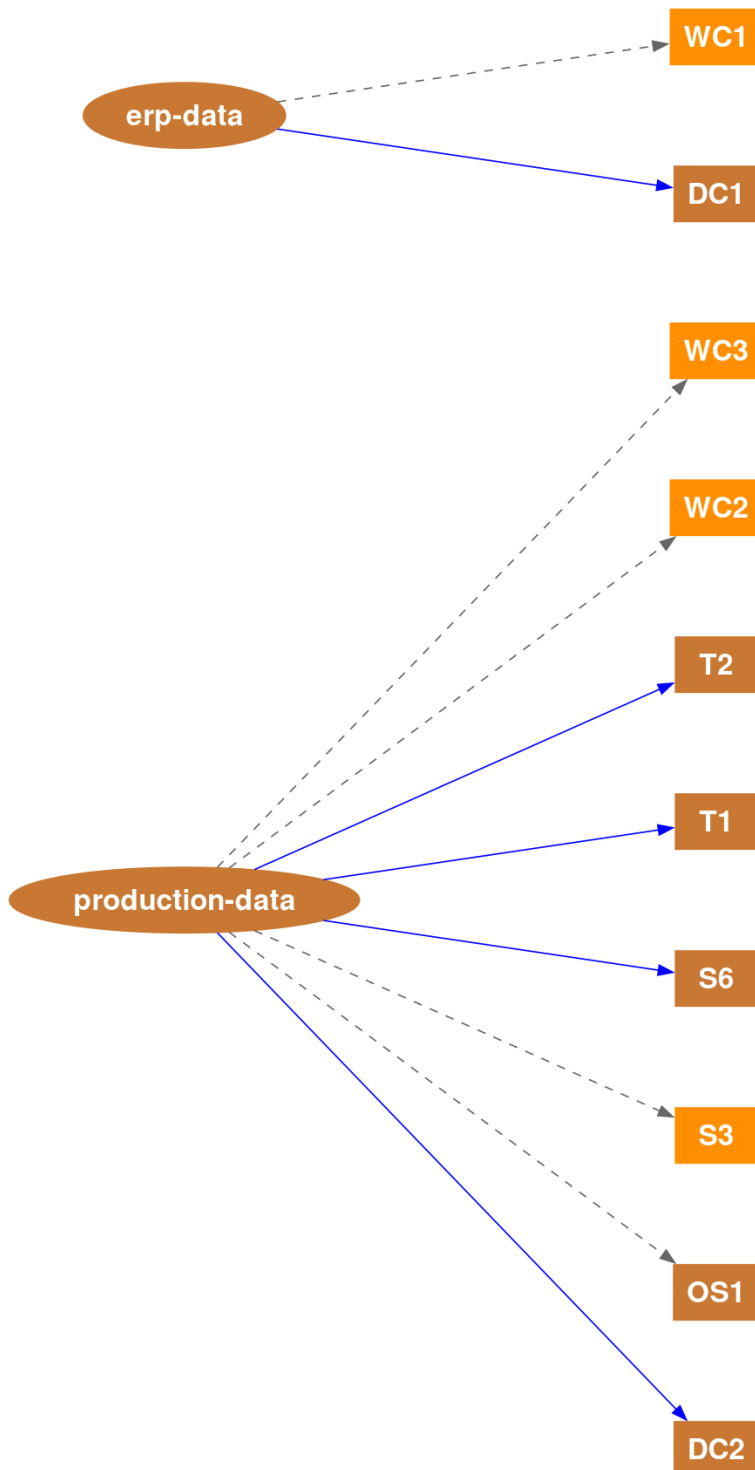 WC1
erp-data
DC1
WC3
WC2
T2
T1
production-data
S6
S3
OS1
DC2